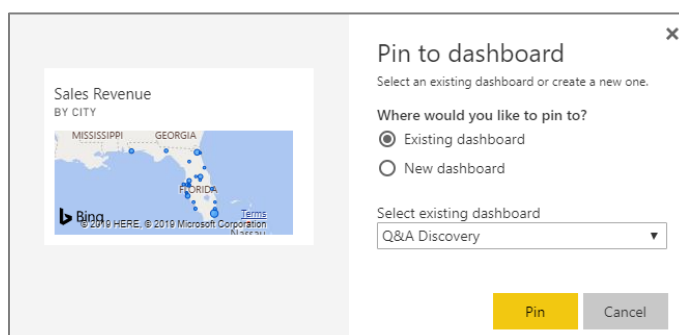 Sales Revenue
BY CITY
MISSISSIPPI GEORGIA
FLORIDA
Bing
Terms
© 2019 HERE, © 2019 Microsoft Corporation
Nassau
Pin to dashboard
Select an existing dashboard or create a new one.
Where would you like to pin to?
Existing dashboard
New dashboard
Select existing dashboard
Q&A Discovery
Pin Cancel